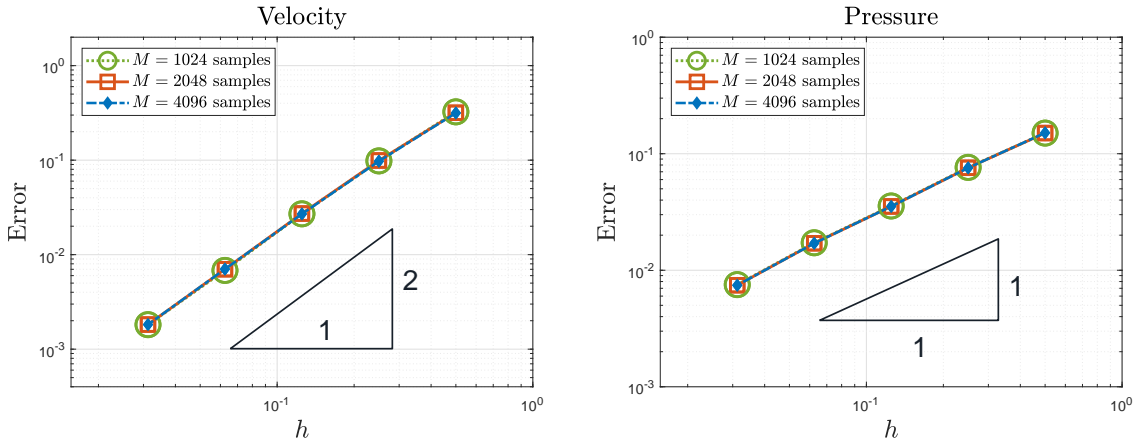 Velocity
M = 1024 samples
M = 2048 samples
M = 4096 samples
10^0
10^-1
10^-2
10^-3
Error
2
1
10^-1
10^0
h
Pressure
M = 1024 samples
M = 2048 samples
M = 4096 samples
10^0
10^-1
10^-2
10^-3
Error
1
1
10^-1
10^0
h